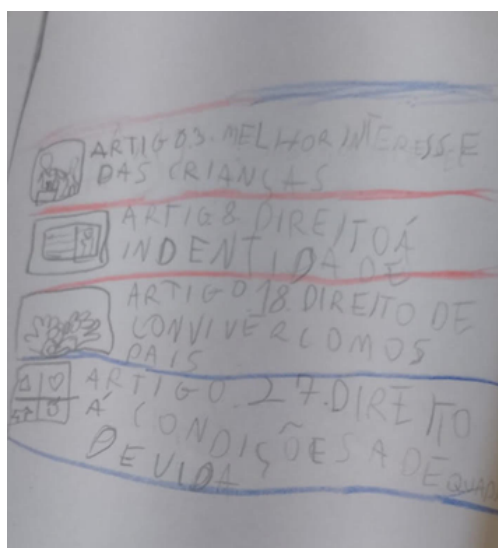 ARTIGO.3.MELHOR INTERESSE
DAS CRIANÇAS
ARTIG 8. DIREITO Á
INDENTIDADE
ARTIGO 18.DIREITO DE
CONVIVER COM OS
PAIS
ARTIGO.27.DIREITO
Á CONDIÇÕES ADEQUADA
DE VIDA